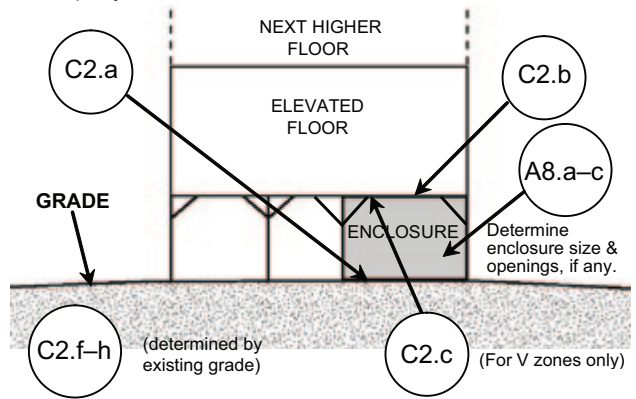 NEXT HIGHER
FLOOR
C2.a
C2.b
ELEVATED
FLOOR
A8.a–c
GRADE
ENCLOSURE
Determine
enclosure size &
openings, if any.
C2.f–h
(determined by
existing grade)
C2.c
(For V zones only)